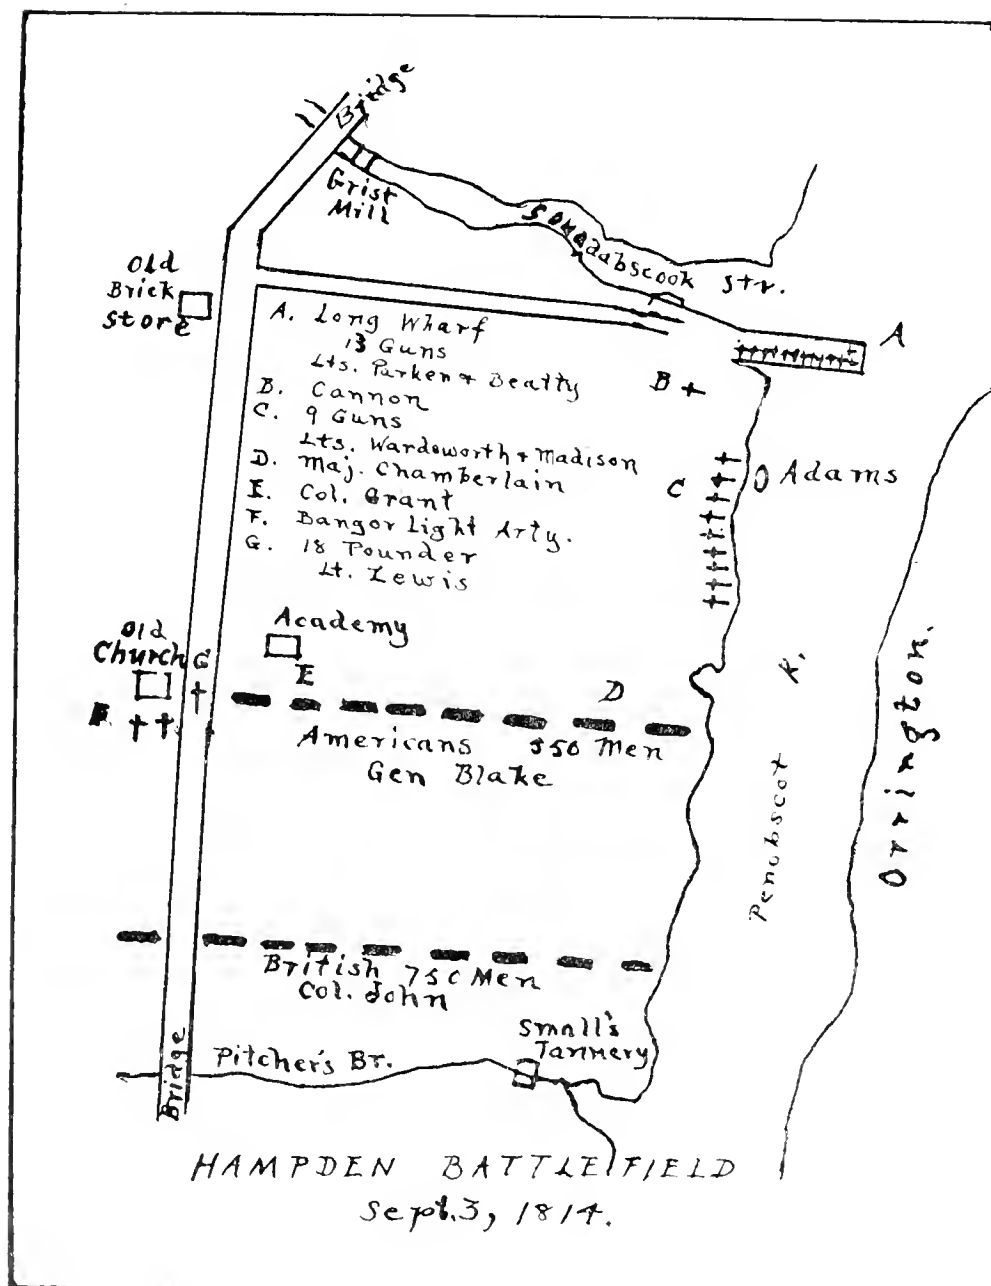 Bridge
Grist
Mill
Somadabscook Str.
Old
Brick
Store
A
A. Long Wharf
13 Guns
Lts. Parken & Beatty
B. Cannon
C. 9 Guns
Lts. Wardsworth & Madison
D. Maj. Chamberlain
E. Col. Grant
F. Bangor Light Arty.
G. 18 Pounder
Lt. Lewis
B
C
Adams
Academy
Old
Church
G
E
D
F
Americans 550 Men
Gen Blake
Penobscot R.
Orrington.
British 750 Men
Col. John
Small's
Tannery
Pitcher's Br.
Bridge
HAMPDEN BATTLEFIELD
Sept. 3, 1814.